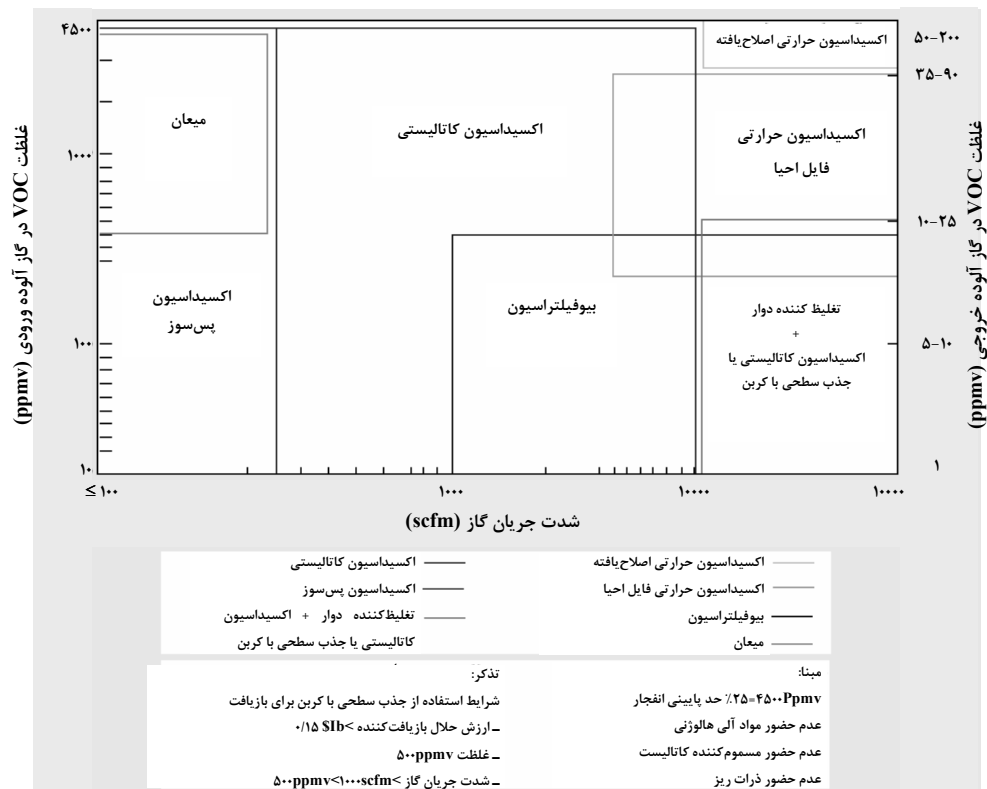 ۴۵۰۰
۱۰۰۰
۱۰۰
۱۰
غلظت VOC در گاز آلوده ورودی (ppmv)
۵۰-۲۰۰
۳۵-۹۰
۱۰-۲۵
۵-۱۰
۱
غلظت VOC در گاز آلوده خروجی (ppmv)
اکسیداسیون حرارتی اصلاح‌یافته
میعان
اکسیداسیون کاتالیستی
اکسیداسیون حرارتی
فایل احیا
اکسیداسیون
پس‌سوز
بیوفیلتراسیون
تغلیظ کننده دوار
+
اکسیداسیون کاتالیستی یا
جذب سطحی با کربن
≤ ۱۰۰
۱۰۰۰
۱۰۰۰۰
۱۰۰۰۰
شدت جریان گاز (scfm)
اکسیداسیون حرارتی اصلاح‌یافته
اکسیداسیون حرارتی فایل احیا
بیوفیلتراسیون
میعان
اکسیداسیون کاتالیستی
اکسیداسیون پس‌سوز
تغلیظ‌کننده دوار + اکسیداسیون
کاتالیستی یا جذب سطحی با کربن
مبنا:
۴۵۰۰Ppmv=۲۵٪ حد پایینی انفجار
عدم حضور مواد آلی هالوژنی
عدم حضور مسموم‌کننده کاتالیست
عدم حضور ذرات ریز
تذکر:
شرایط استفاده از جذب سطحی با کربن برای بازیافت
ـ ارزش حلال بازیافت‌کننده >۰/۱۵ $Ib
ـ غلظت ۵۰۰ppmv
ـ شدت جریان گاز >۵۰۰ppmv<۱۰۰۰scfm